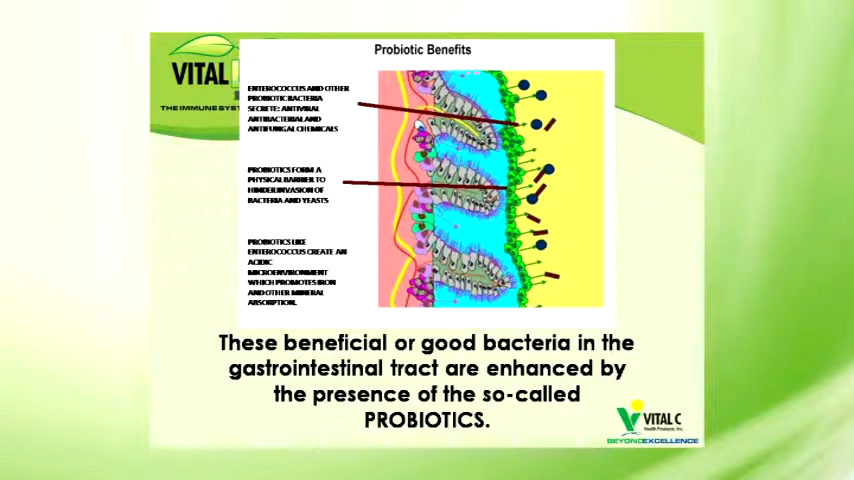 Probiotic Benefits
VITAL
THE IMMUNE SYST
ENTEROCOCCUS AND OTHER
PROBIOTIC BACTERIA
SECRETE: ANTIVIRAL
ANTIBACTERIAL AND
ANTIFUNGAL CHEMICALS
PROBIOTICS FORM A
PHYSICAL BARRIER TO
HINDER INVASION OF
BACTERIA AND YEASTS
PROBIOTICS LIKE
ENTEROCOCCUS CREATE AN
ACIDIC
MICROENVIRONMENT
WHICH PROMOTES IRON
AND OTHER MINERAL
ABSORPTION.
These beneficial or good bacteria in the
gastrointestinal tract are enhanced by
the presence of the so-called
PROBIOTICS.
VITAL C
Health Products, Inc.
BEYONDEXCELLENCE